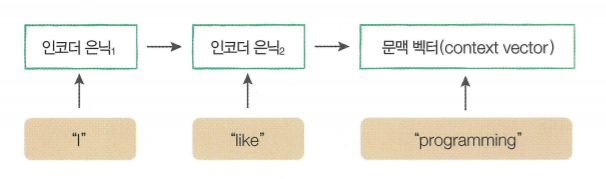 인코더 은닉₁
인코더 은닉₂
문맥 벡터(context vector)
"I"
"like"
"programming"